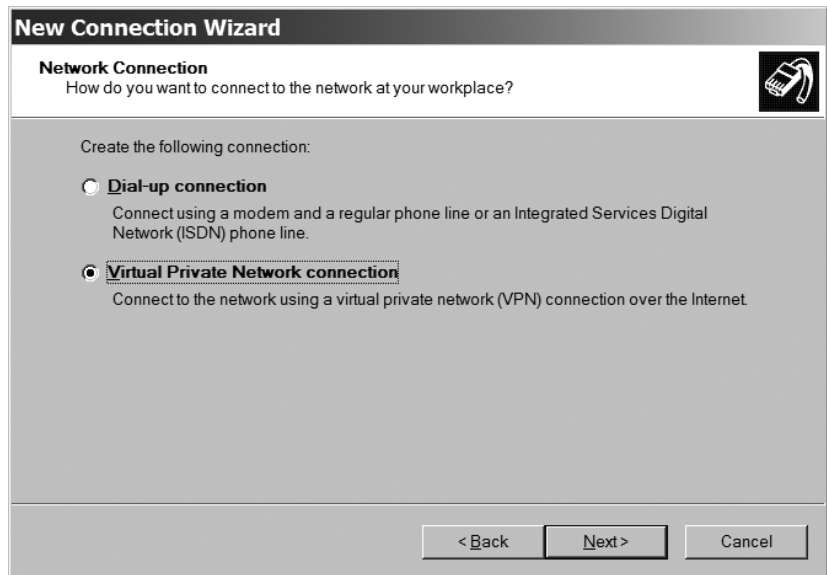 New Connection Wizard
Network Connection
How do you want to connect to the network at your workplace?
Create the following connection:
Dial-up connection
Connect using a modem and a regular phone line or an Integrated Services Digital
Network (ISDN) phone line.
Virtual Private Network connection
Connect to the network using a virtual private network (VPN) connection over the Internet.
< Back Next > Cancel